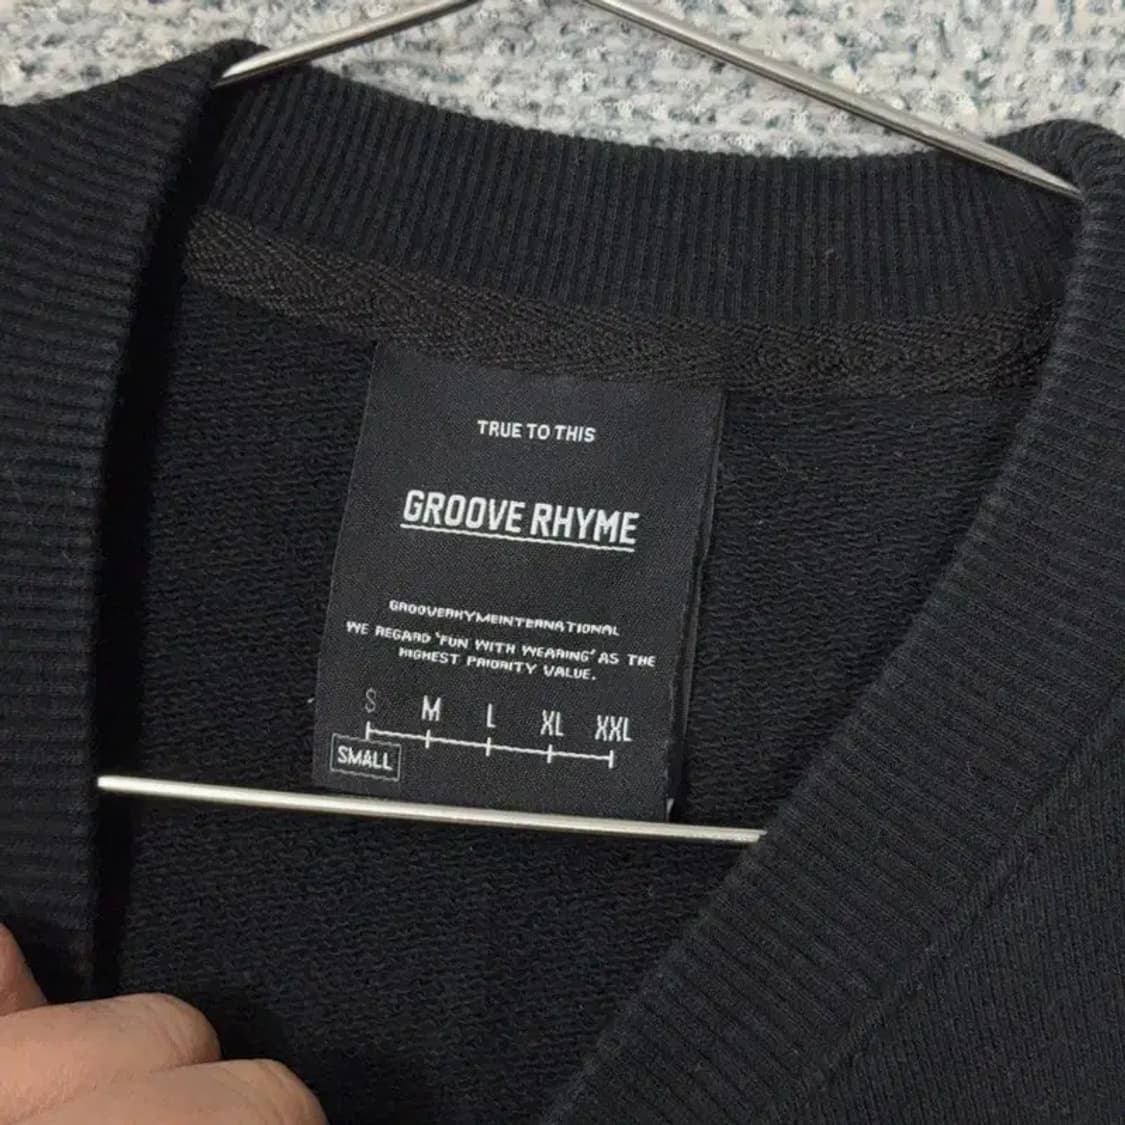 TRUE TO THIS
GROOVE RHYME
GROOVERHYMEINTERNATIONAL
WE REGARD 'FUN WITH WEARING' AS THE
HIGHEST PRIORITY VALUE.
S M L XL XXL
SMALL